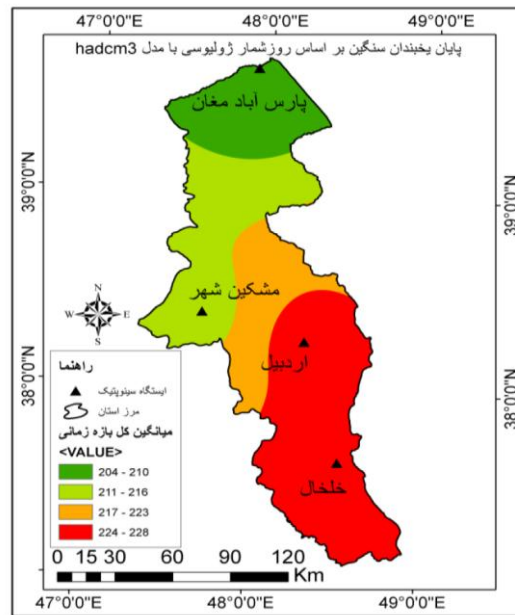 47°0'0"E 48°0'0"E 49°0'0"E
پایان یخبندان سنگین بر اساس روزشمار ژولیوسی با مدل hadcm3
پارس آباد مغان
39°0'0"N 39°0'0"N
مشکین شهر
N
W E
S
اردبیل
38°0'0"N 38°0'0"N
خلخال
راهنما
ایستگاه سینوپتیک
مرز استان
میانگین کل بازه زمانی
<VALUE>
204 - 210
211 - 216
217 - 223
224 - 228
0 15 30 60 90 120
Km
47°0'0"E 48°0'0"E 49°0'0"E